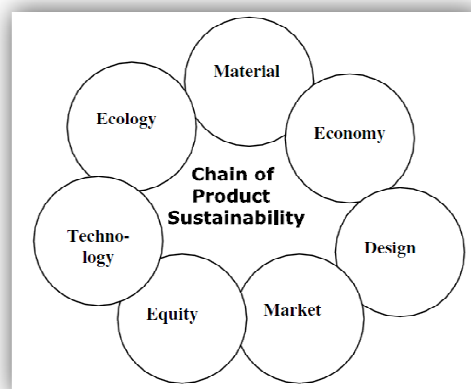 Material
Ecology
Economy
Chain of
Product
Sustainability
Techno-
logy
Design
Equity
Market